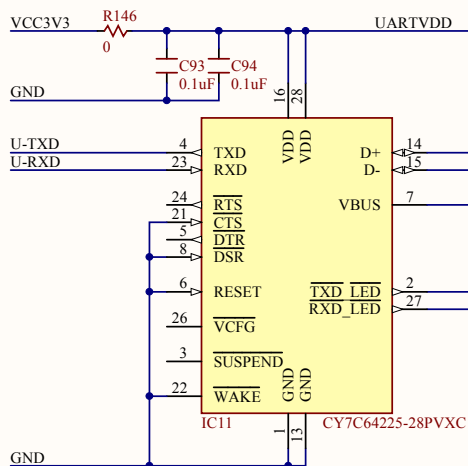 VCC3V3 R146 UARTVDD
0
C93 C94
0.1uF 0.1uF
GND
16 28
VDD VDD
U-TXD 4 TXD D+ 14
U-RXD 23 RXD D- 15
24 RTS VBUS 7
21 CTS
5 DTR
8 DSR
6 RESET TXD_LED 2
RXD_LED 27
26 VCFG
3 SUSPEND
22 WAKE GND GND
IC11 CY7C64225-28PVXC
1 13
GND